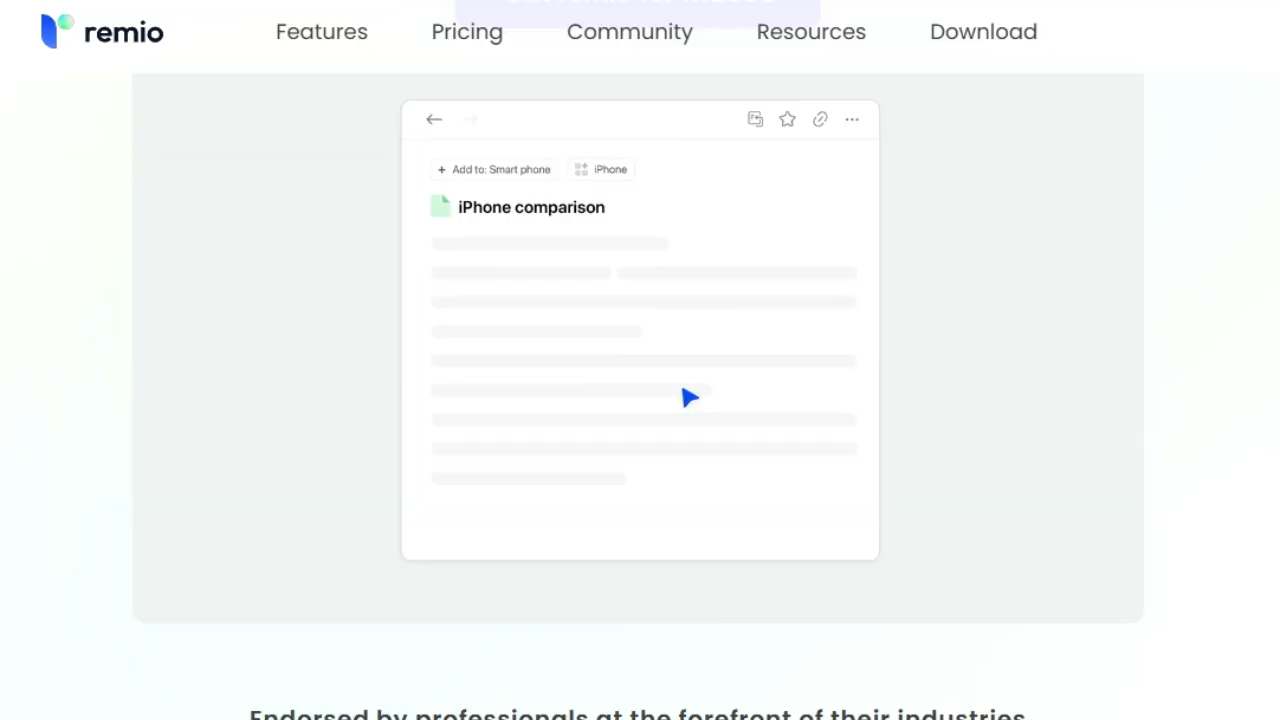 remio
Features
Pricing
Community
Resources
Download
+ Add to: Smart phone
iPhone
iPhone comparison
Endorsed by professionals at the forefront of their industries